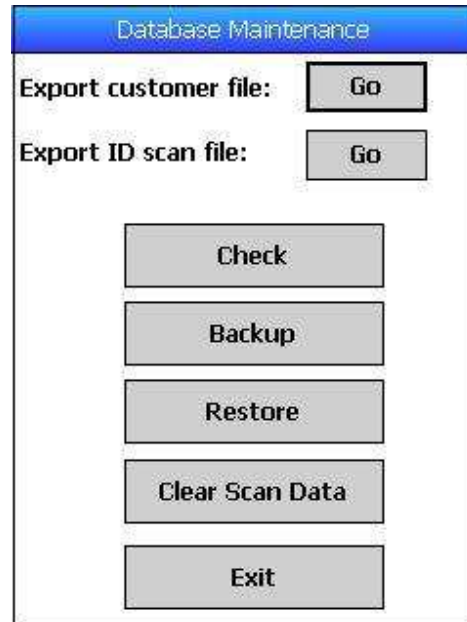 Database Maintenance
Export customer file: Go
Export ID scan file: Go
Check
Backup
Restore
Clear Scan Data
Exit